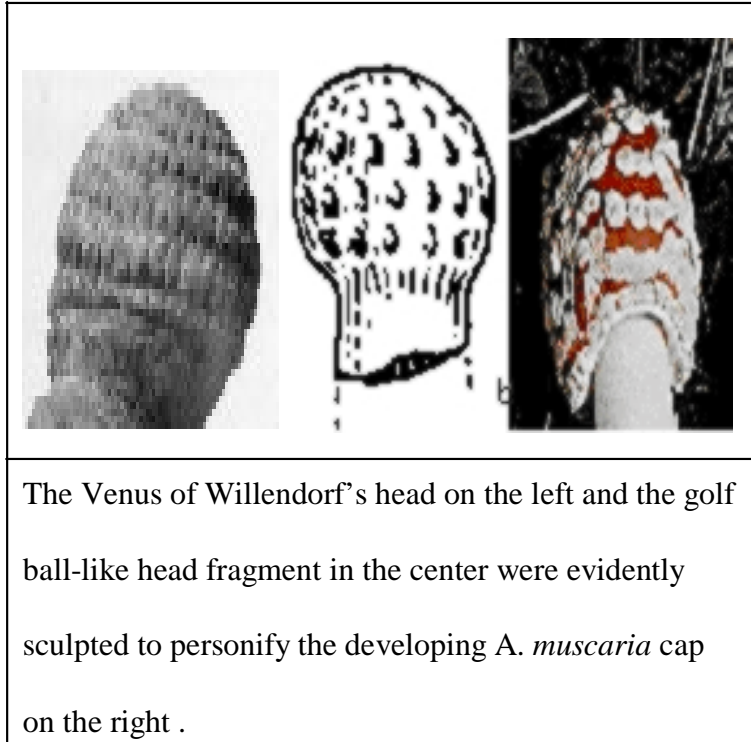 b
The Venus of Willendorf’s head on the left and the golf
ball-like head fragment in the center were evidently
sculpted to personify the developing A. muscaria cap
on the right .